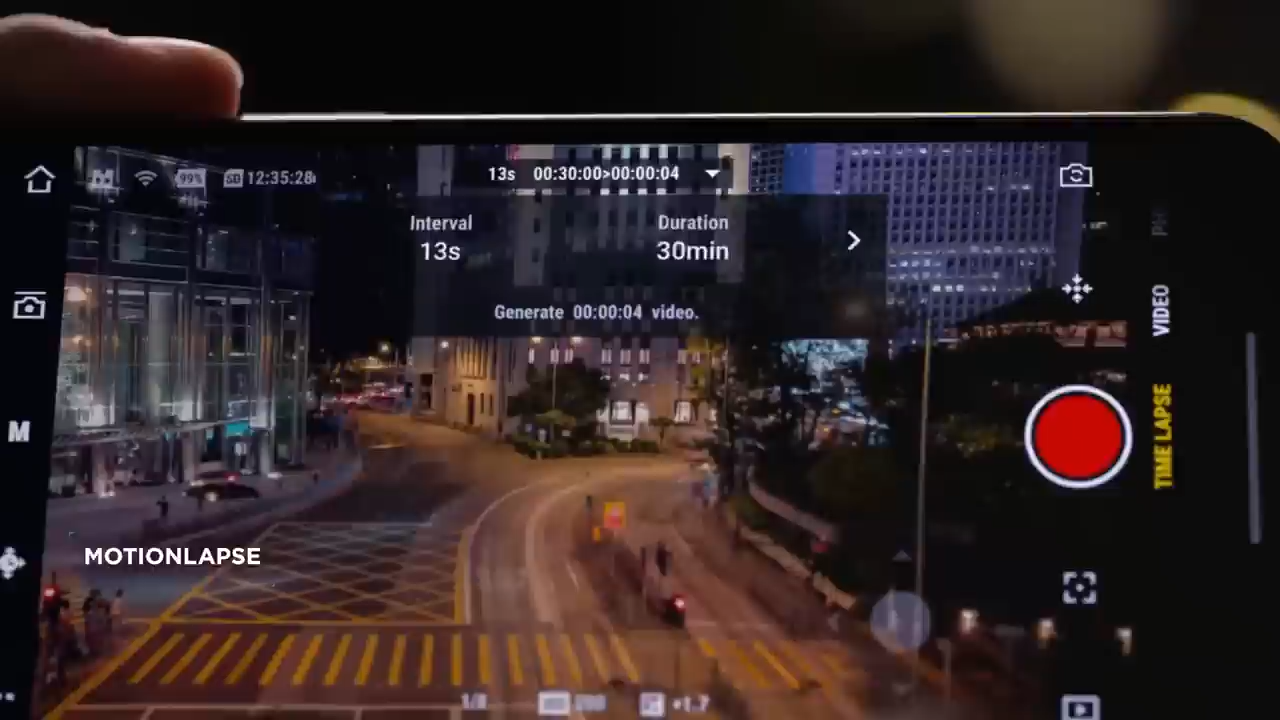 99% SD 12:35:28
13s 00:30:00>00:00:04
Interval Duration
13s 30min
Generate 00:00:04 video.
VIDEO
TIME LAPSE
M
MOTIONLAPSE